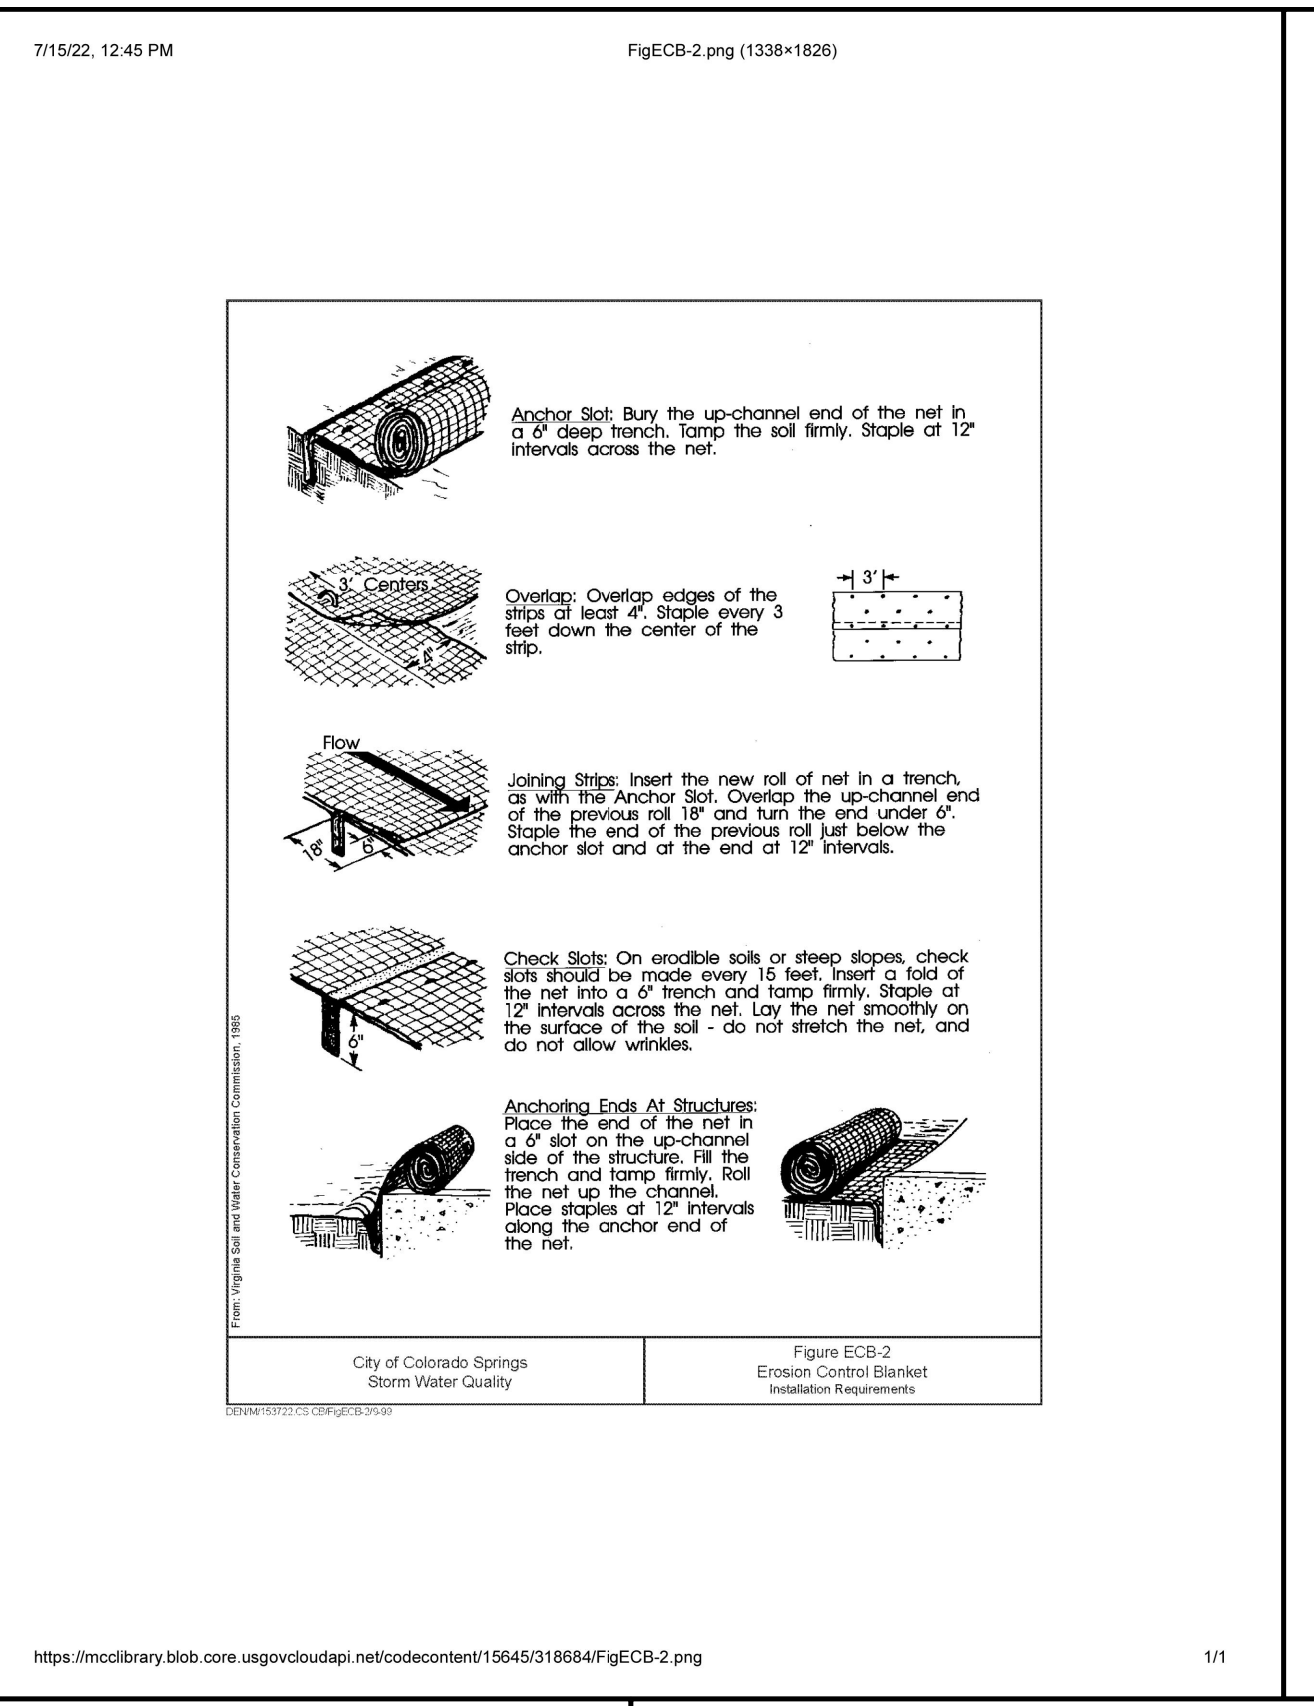 7/15/22, 12:45 PM
FigECB-2.png (1338×1826)
Anchor Slot: Bury the up-channel end of the net in
a 6" deep trench. Tamp the soil firmly. Staple at 12"
intervals across the net.
3' Centers
4"
Overlap: Overlap edges of the
strips at least 4". Staple every 3
feet down the center of the
strip.
3'
Flow
18"
6"
Joining Strips: Insert the new roll of net in a trench,
as with the Anchor Slot. Overlap the up-channel end
of the previous roll 18" and turn the end under 6".
Staple the end of the previous roll just below the
anchor slot and at the end at 12" intervals.
6"
Check Slots: On erodible soils or steep slopes, check
slots should be made every 15 feet. Insert a fold of
the net into a 6" trench and tamp firmly. Staple at
12" intervals across the net. Lay the net smoothly on
the surface of the soil - do not stretch the net, and
do not allow wrinkles.
Anchoring Ends At Structures:
Place the end of the net in
a 6" slot on the up-channel
side of the structure. Fill the
trench and tamp firmly. Roll
the net up the channel.
Place staples at 12" intervals
along the anchor end of
the net.
From: Virginia Soil and Water Conservation Commission, 1985
City of Colorado Springs
Storm Water Quality
Figure ECB-2
Erosion Control Blanket
Installation Requirements
DEN/M/153722.CS CB/FigECB-2/9-99
https://mcclibrary.blob.core.usgovcloudapi.net/codecontent/15645/318684/FigECB-2.png
1/1